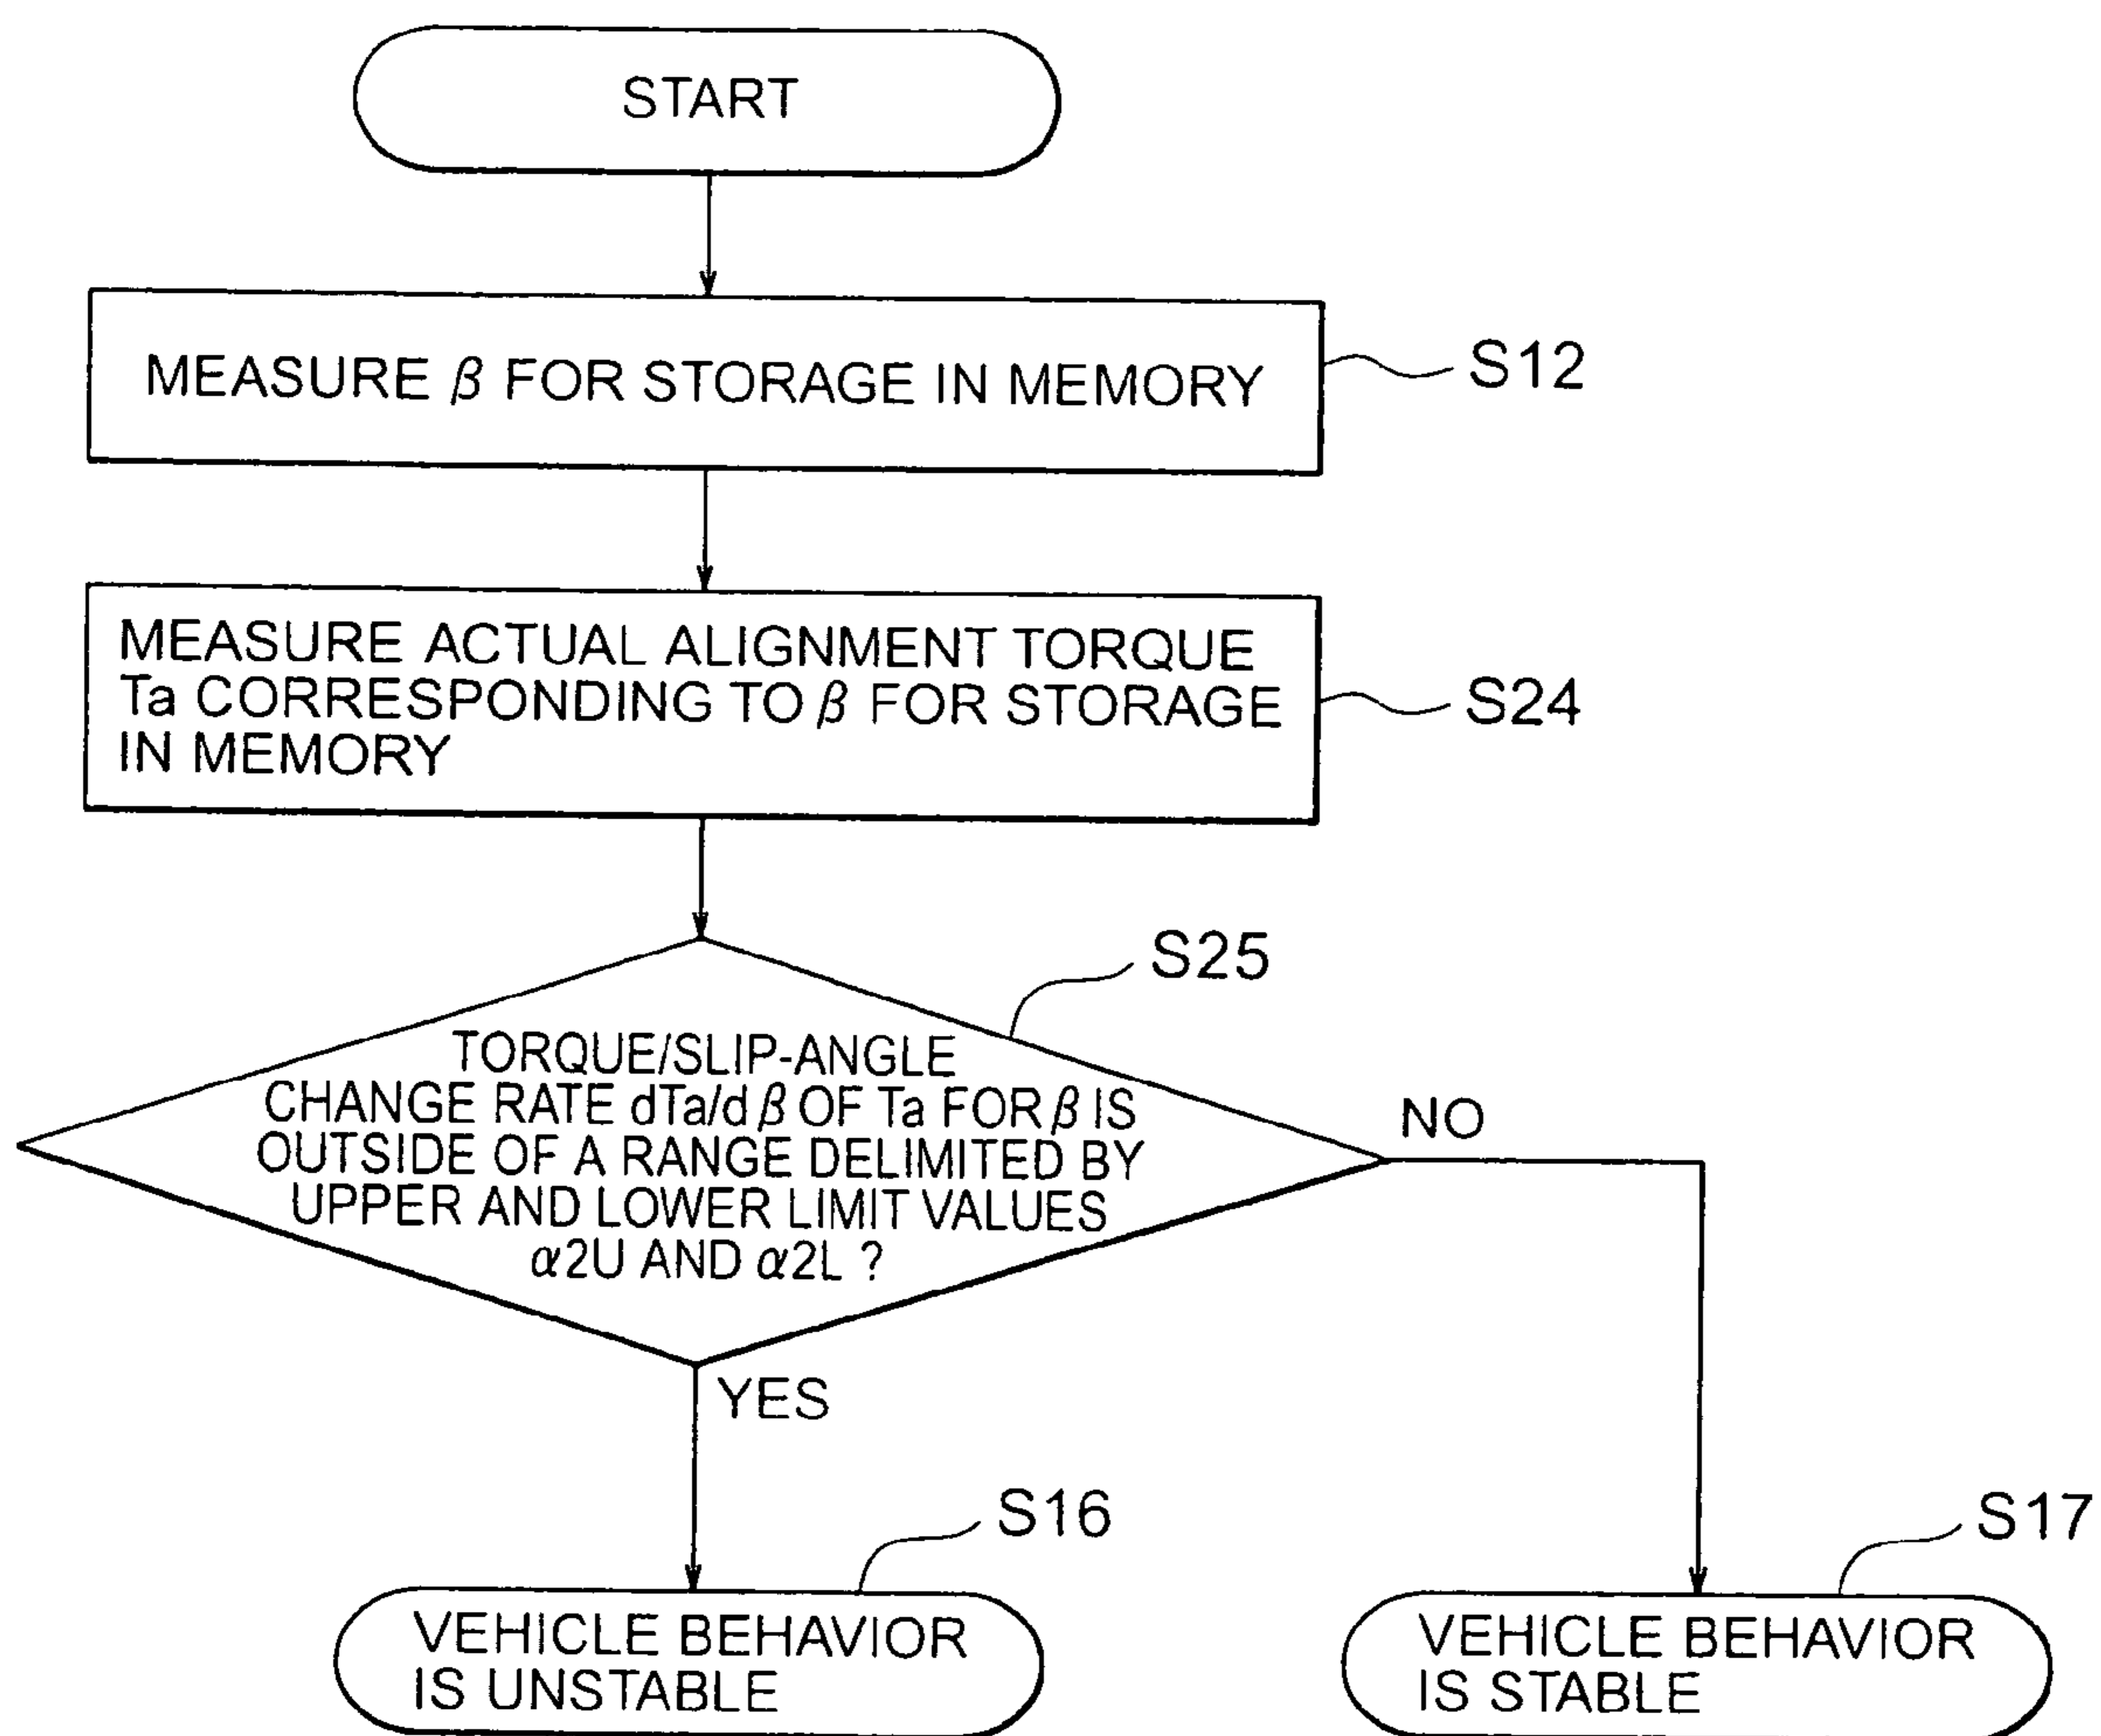 START
MEASURE β FOR STORAGE IN MEMORY
S12
MEASURE ACTUAL ALIGNMENT TORQUE
Ta CORRESPONDING TO β FOR STORAGE
IN MEMORY
S24
S25
TORQUE/SLIP-ANGLE
CHANGE RATE dTa/dβ OF Ta FOR β IS
OUTSIDE OF A RANGE DELIMITED BY
UPPER AND LOWER LIMIT VALUES
α2U AND α2L ?
NO
YES
S16
VEHICLE BEHAVIOR
IS UNSTABLE
S17
VEHICLE BEHAVIOR
IS STABLE